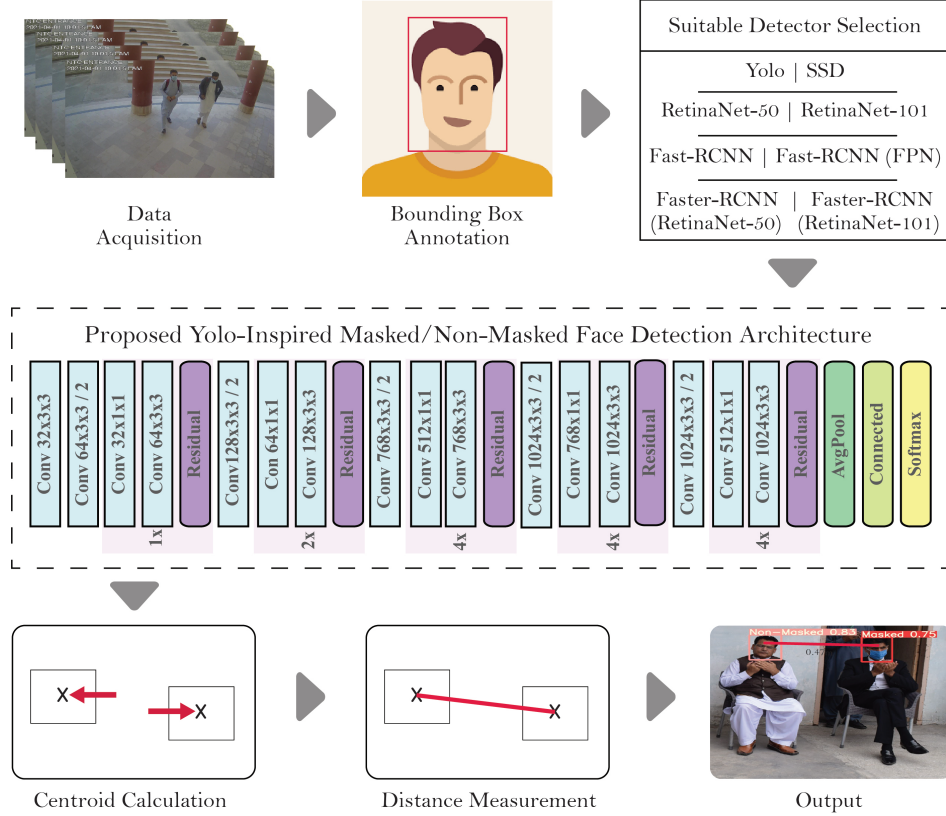 NTC ENTRANCE
Data
Acquisition
Bounding Box
Annotation
Suitable Detector Selection
Yolo | SSD
RetinaNet-50 | RetinaNet-101
Fast-RCNN | Fast-RCNN (FPN)
Faster-RCNN | Faster-RCNN
(RetinaNet-50) (RetinaNet-101)
Proposed Yolo-Inspired Masked/Non-Masked Face Detection Architecture
Conv 32x3x3
Conv 64x3x3 / 2
Conv 32x1x1
Conv 64x3x3
Residual
1x
Conv128x3x3 / 2
Con 64x1x1
Conv 128x3x3
Residual
2x
Conv 768x3x3 / 2
Conv 512x1x1
Conv 768x3x3
Residual
4x
Conv 1024x3x3 / 2
Conv 768x1x1
Conv 1024x3x3
Residual
4x
Conv 1024x3x3 / 2
Conv 512x1x1
Conv 1024x3x3
Residual
4x
AvgPool
Connected
Softmax
X
X
Centroid Calculation
X
X
Distance Measurement
Non-Masked 0.83
Masked 0.75
0.47
Output